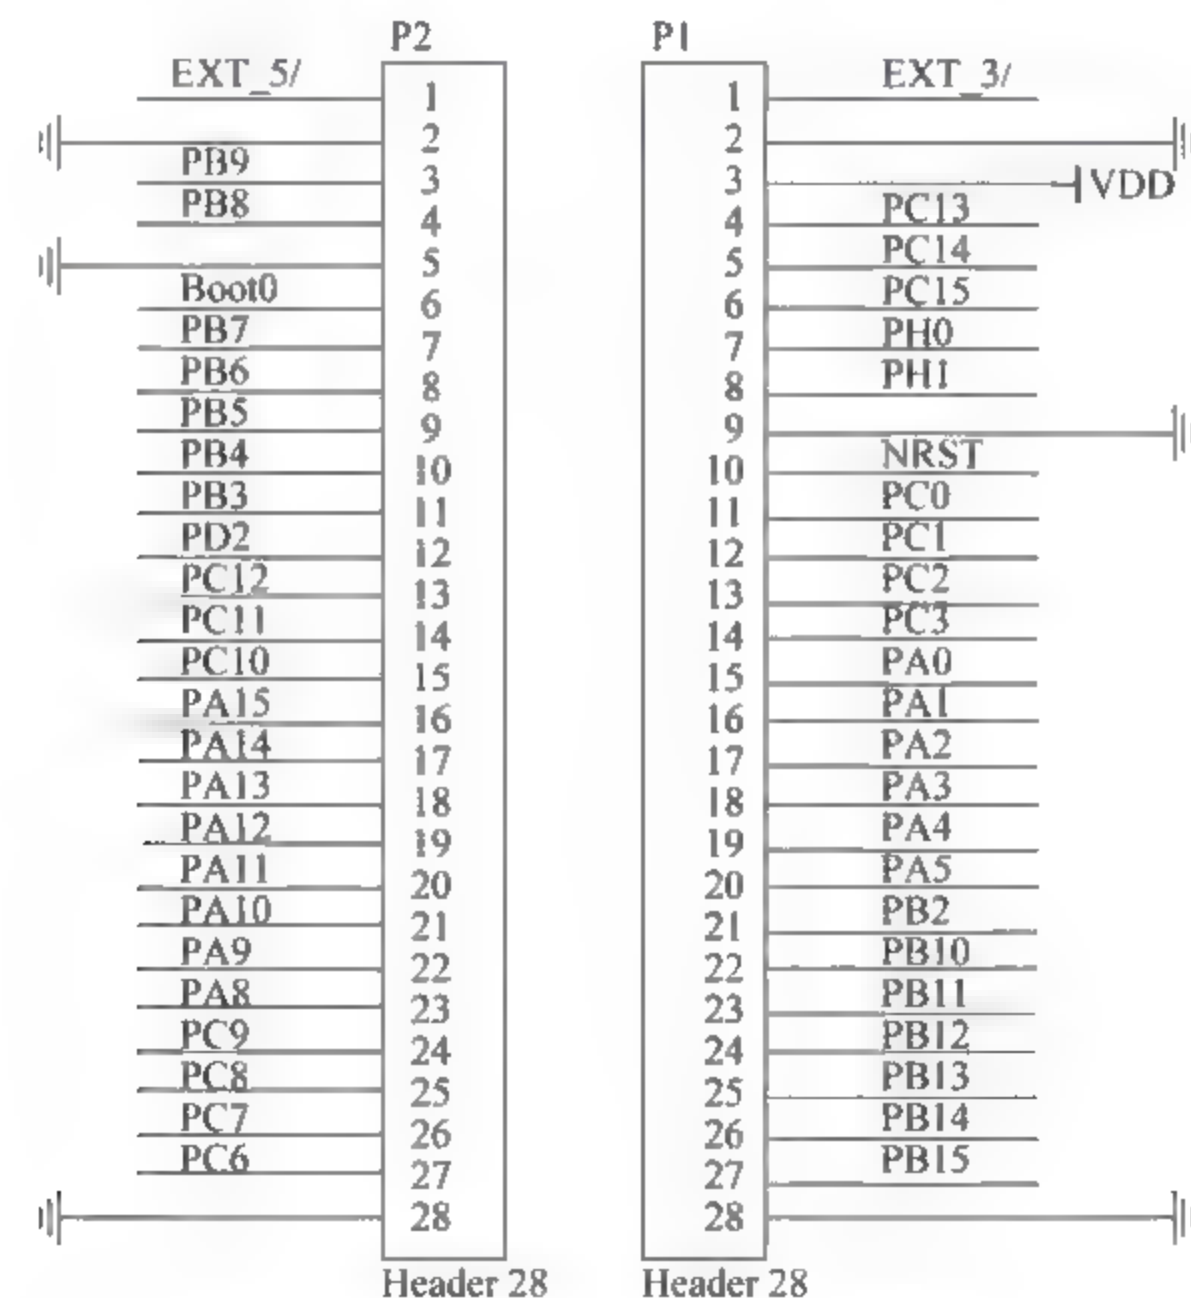 P2
EXT_5/
1
2
PB9
3
PB8
4
5
Boot0
6
PB7
7
PB6
8
PB5
9
PB4
10
PB3
11
PD2
12
PC12
13
PC11
14
PC10
15
PA15
16
PA14
17
PA13
18
PA12
19
PA11
20
PA10
21
PA9
22
PA8
23
PC9
24
PC8
25
PC7
26
PC6
27
28
Header 28
P1
EXT_3/
1
2
3
VDD
PC13
4
PC14
5
PC15
6
PH0
7
PH1
8
9
NRST
10
PC0
11
PC1
12
PC2
13
PC3
14
PA0
15
PA1
16
PA2
17
PA3
18
PA4
19
PA5
20
PB2
21
PB10
22
PB11
23
PB12
24
PB13
25
PB14
26
PB15
27
28
Header 28